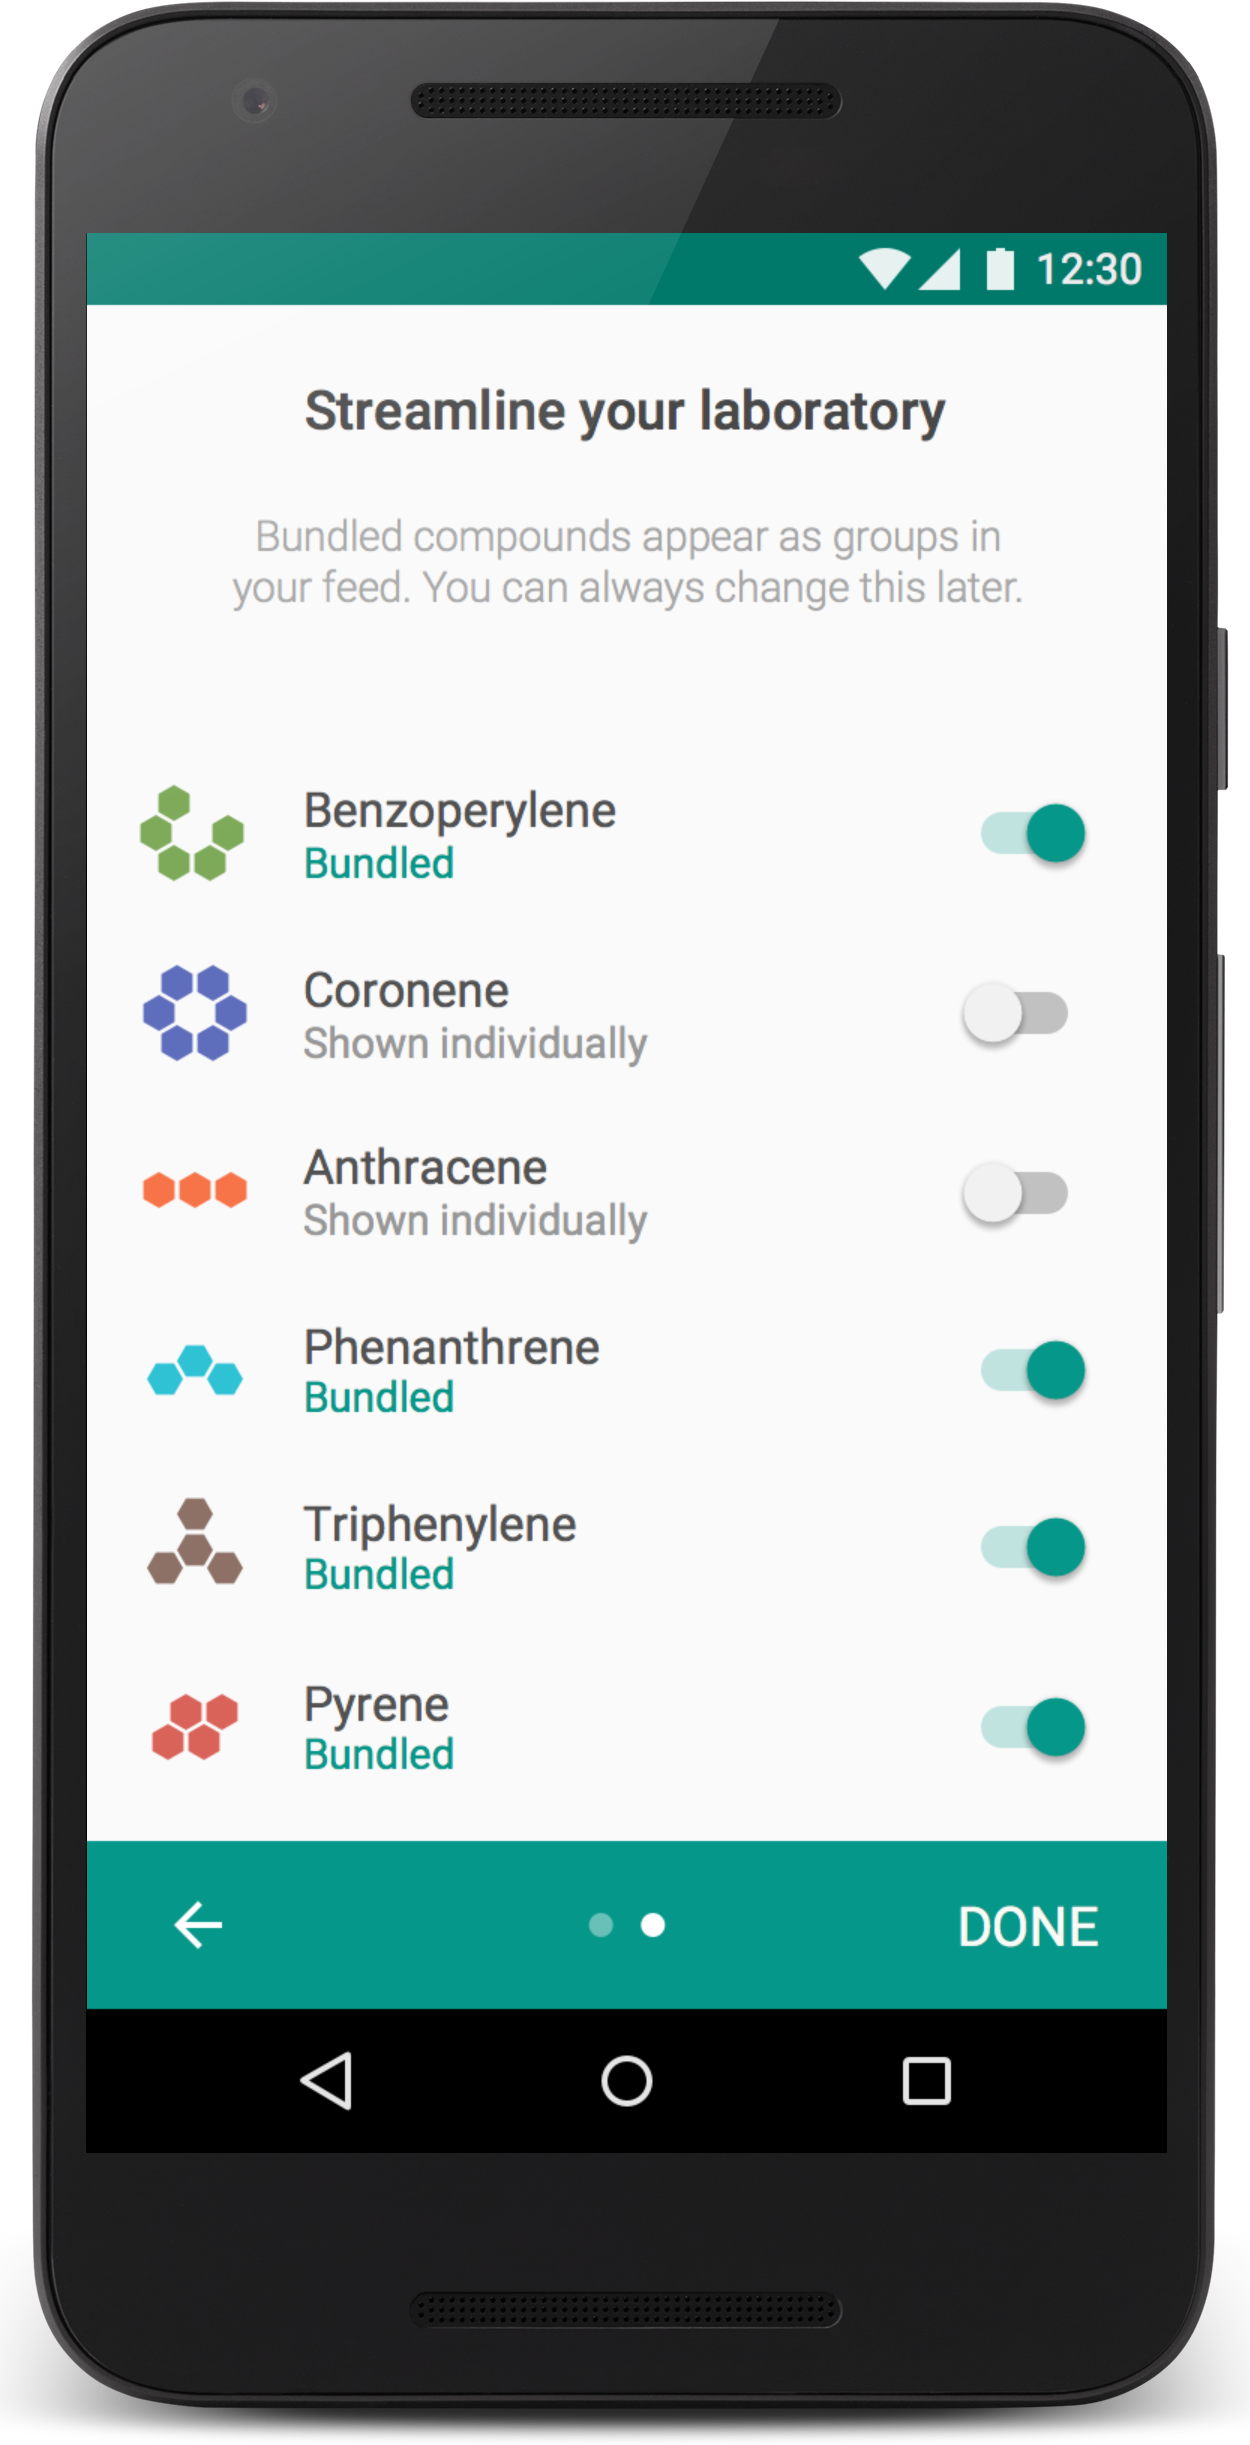 12:30
Streamline your laboratory
Bundled compounds appear as groups in
your feed. You can always change this later.
Benzoperylene
Bundled
Coronene
Shown individually
Anthracene
Shown individually
Phenanthrene
Bundled
Triphenylene
Bundled
Pyrene
Bundled
DONE